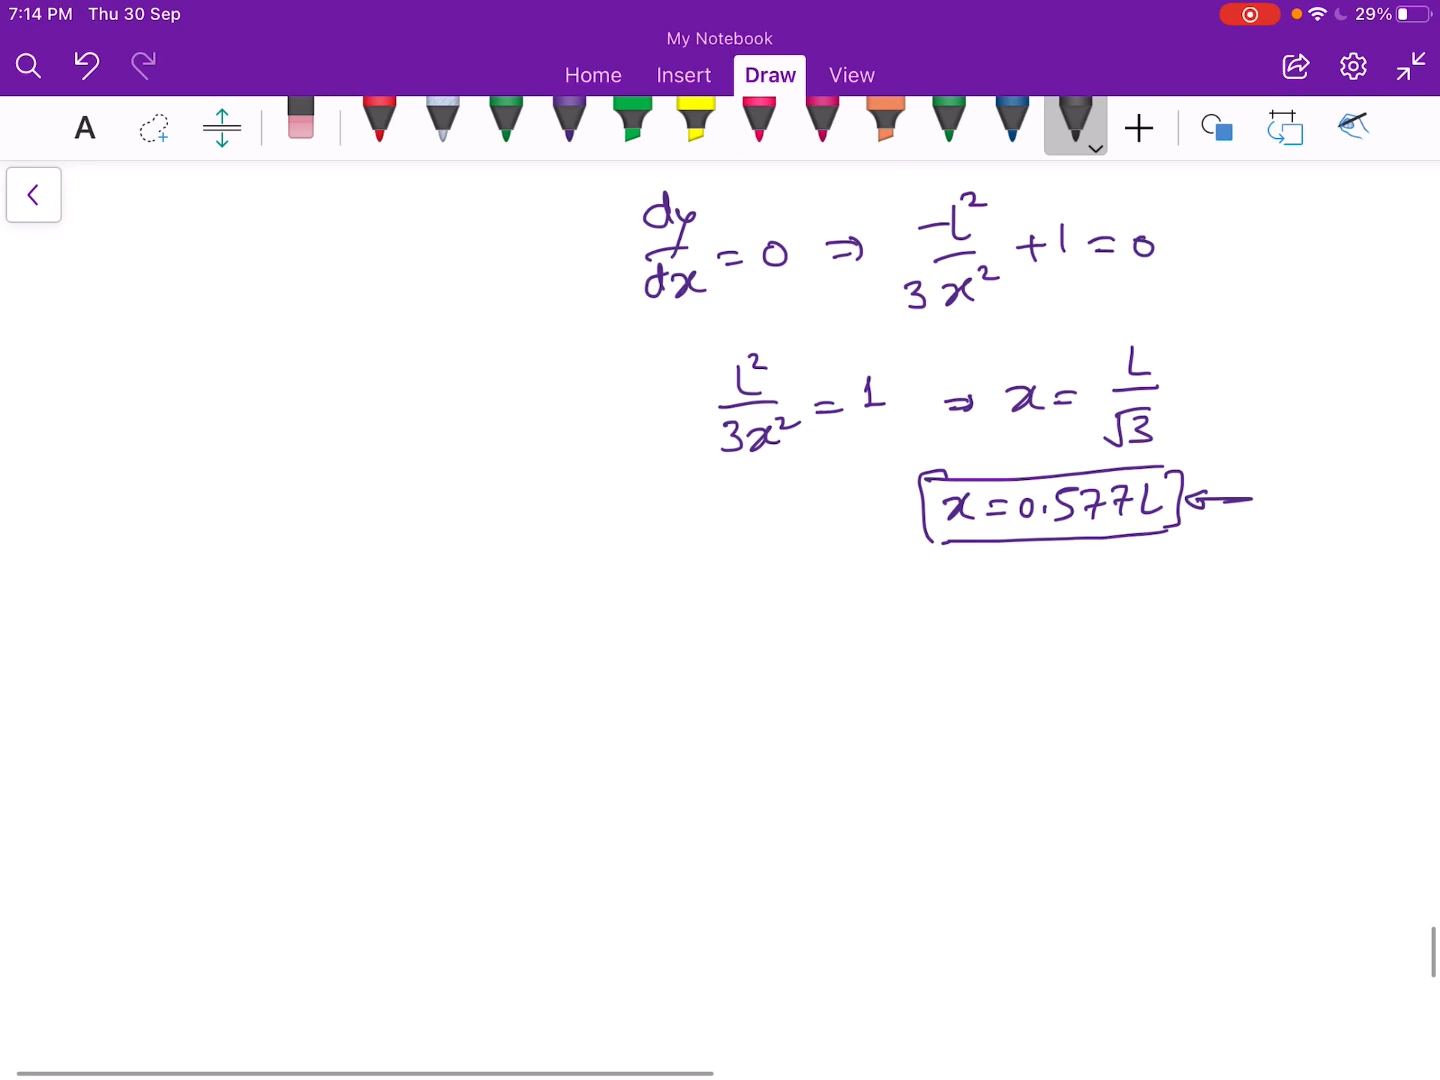 7:14 PM Thu 30 Sep
29%
My Notebook
Home Insert Draw View
A
dy/dx = 0 ⇒ -L²/3x² + 1 = 0
L²/3x² = 1 ⇒ x = L/√3
x = 0.577L ←